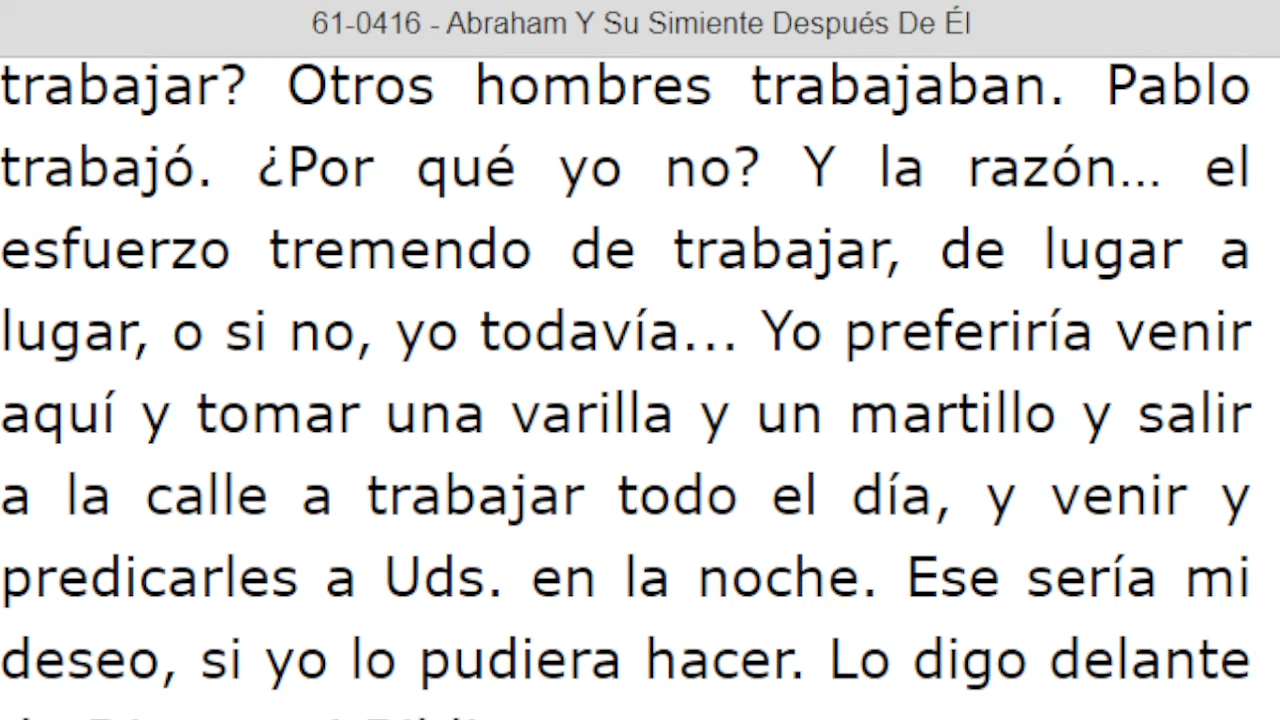 61-0416 - Abraham Y Su Simiente Después De Él
trabajar? Otros hombres trabajaban. Pablo
trabajó. ¿Por qué yo no? Y la razón... el
esfuerzo tremendo de trabajar, de lugar a
lugar, o si no, yo todavía... Yo preferiría venir
aquí y tomar una varilla y un martillo y salir
a la calle a trabajar todo el día, y venir y
predicarles a Uds. en la noche. Ese sería mi
deseo, si yo lo pudiera hacer. Lo digo delante